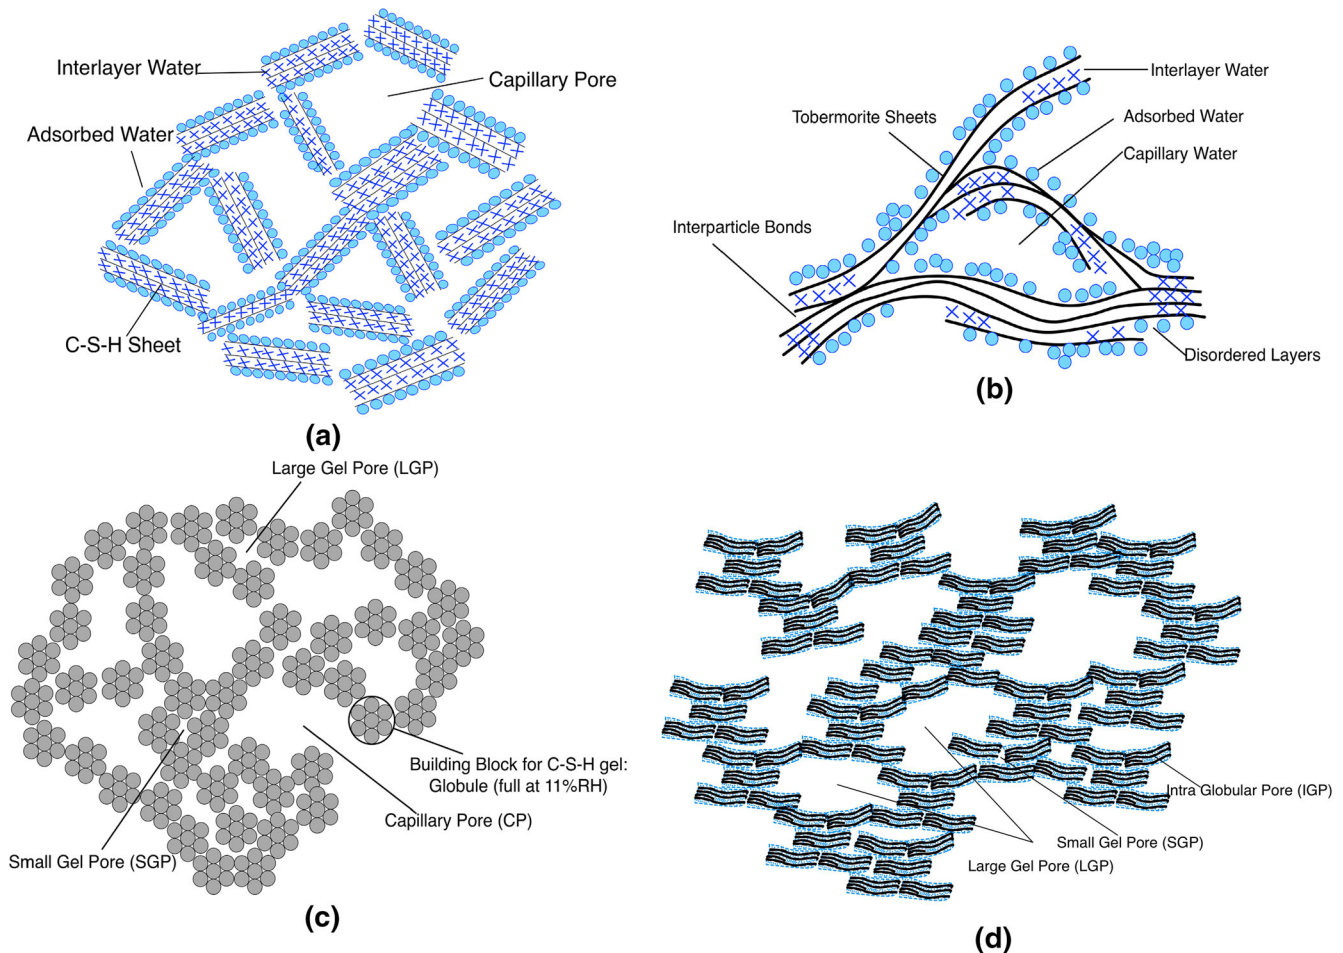 Interlayer Water
Capillary Pore
Adsorbed Water
C-S-H Sheet
(a)
Interlayer Water
Tobermorite Sheets
Adsorbed Water
Capillary Water
Interparticle Bonds
Disordered Layers
(b)
Large Gel Pore (LGP)
Building Block for C-S-H gel:
Globule (full at 11%RH)
Capillary Pore (CP)
Small Gel Pore (SGP)
(c)
Intra Globular Pore (IGP)
Small Gel Pore (SGP)
Large Gel Pore (LGP)
(d)